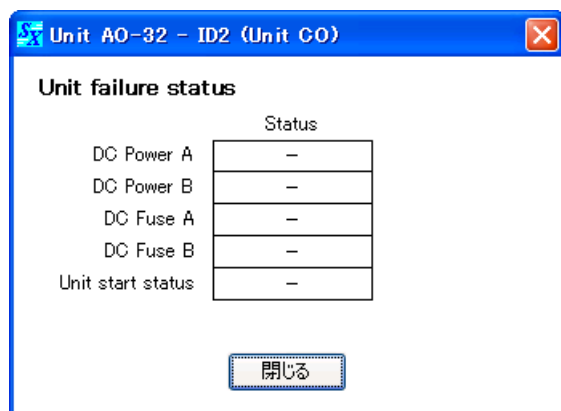 SX Unit AO-32 - ID2 (Unit CO)
Unit failure status
Status
DC Power A –
DC Power B –
DC Fuse A –
DC Fuse B –
Unit start status –
閉じる